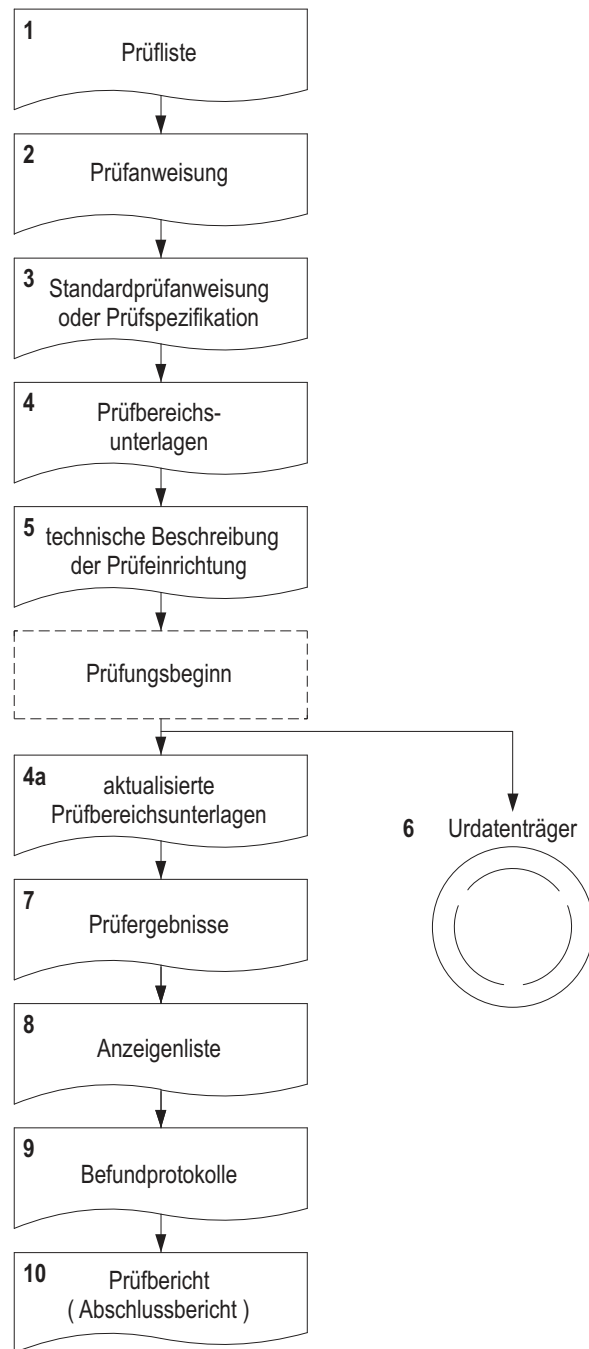 1
Prüfliste
2
Prüfanweisung
3
Standardprüfanweisung
oder Prüfspezifikation
4
Prüfbereichs-
unterlagen
5
technische Beschreibung
der Prüfeinrichtung
Prüfungsbeginn
4a
aktualisierte
Prüfbereichsunterlagen
6 Urdatenträger
7
Prüfergebnisse
8
Anzeigenliste
9
Befundprotokolle
10
Prüfbericht
( Abschlussbericht )